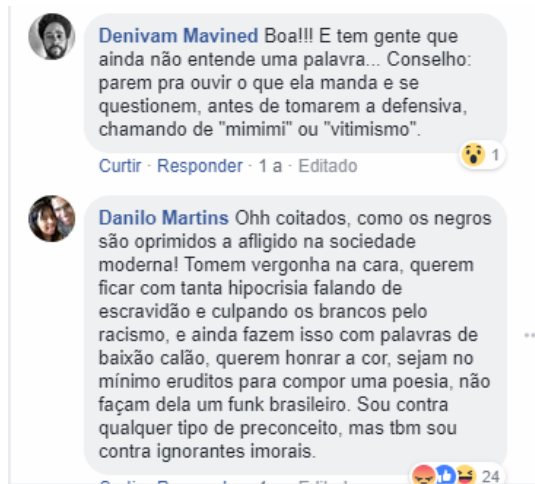 Denivam Mavined Boa!!! E tem gente que
ainda não entende uma palavra... Conselho:
parem pra ouvir o que ela manda e se
questionem, antes de tomarem a defensiva,
chamando de "mimimi" ou "vitimismo".
1
Curtir · Responder · 1 a · Editado
Danilo Martins Ohh coitados, como os negros
são oprimidos a afligido na sociedade
moderna! Tomem vergonha na cara, querem
ficar com tanta hipocrisia falando de
escravidão e culpando os brancos pelo
racismo, e ainda fazem isso com palavras de
baixão calão, querem honrar a cor, sejam no
mínimo eruditos para compor uma poesia, não
façam dela um funk brasileiro. Sou contra
qualquer tipo de preconceito, mas tbm sou
contra ignorantes imorais.
24